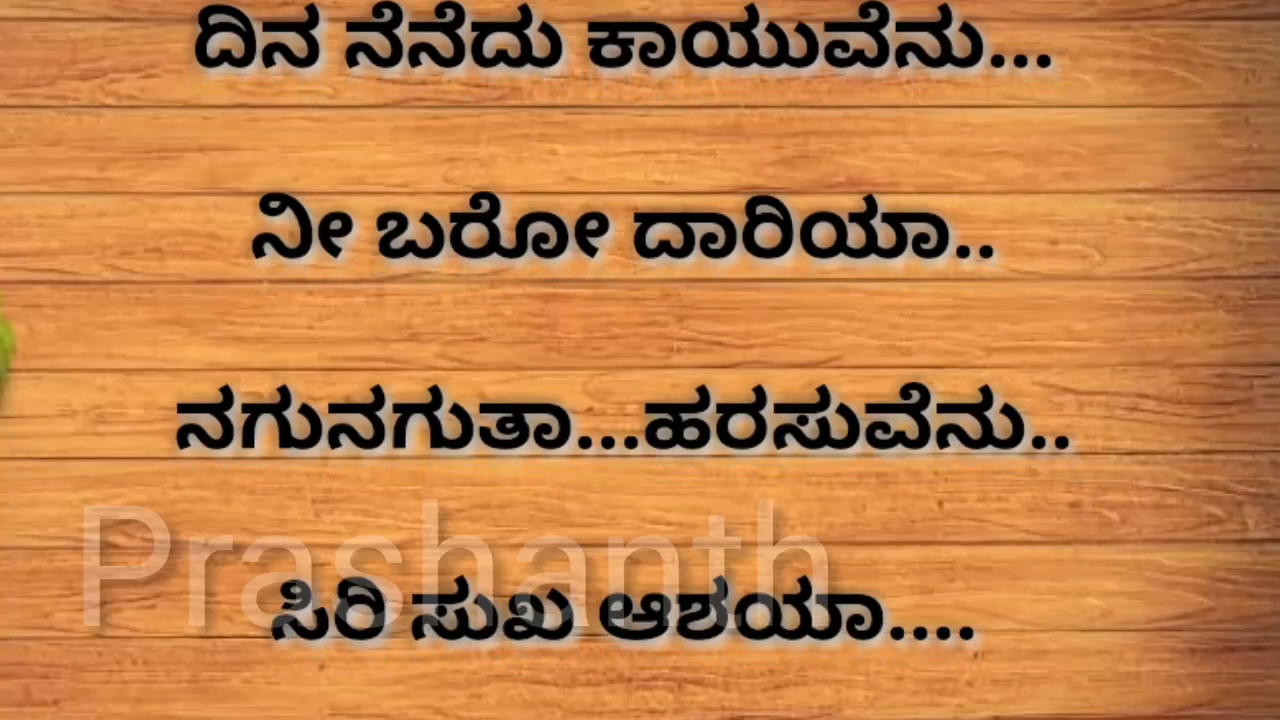 ದಿನ ನೆನೆದು ಕಾಯುವೆನು...
ನೀ ಬರೋ ದಾರಿಯಾ..
ನಗುನಗುತಾ...ಹರಸುವೆನು..
Prashanth
ಸಿರಿ ಸುಖ ಆಶಯಾ....